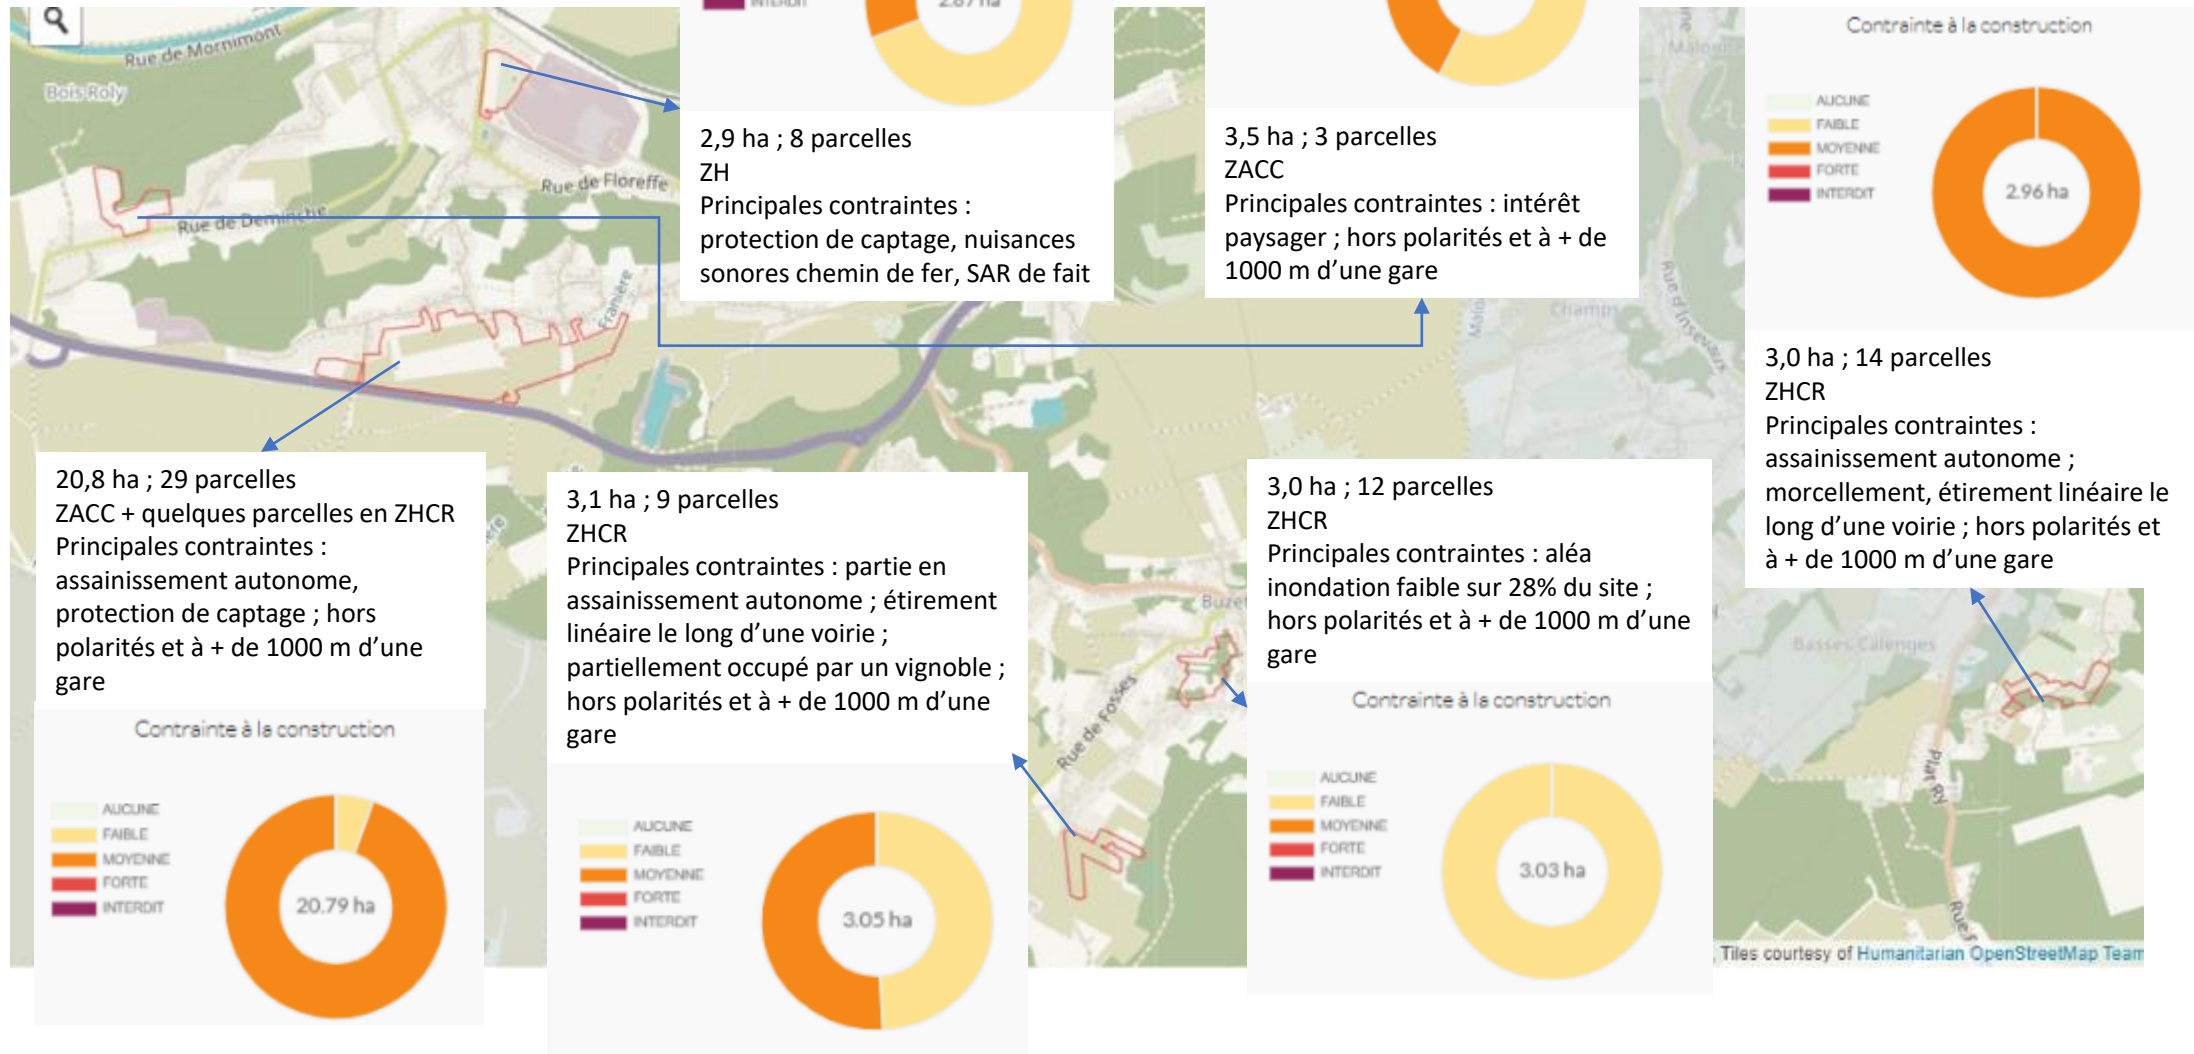 Rue de Mornimont
Bois Roly
Rue de Floreffe
Rue de Deminche
Franière
INTERDIT
2.87 ha
2,9 ha ; 8 parcelles
ZH
Principales contraintes :
protection de captage, nuisances
sonores chemin de fer, SAR de fait
3,5 ha ; 3 parcelles
ZACC
Principales contraintes : intérêt
paysager ; hors polarités et à + de
1000 m d’une gare
Contrainte à la construction
AUCUNE
FAIBLE
MOYENNE
FORTE
INTERDIT
2.96 ha
3,0 ha ; 14 parcelles
ZHCR
Principales contraintes :
assainissement autonome ;
morcellement, étirement linéaire le
long d’une voirie ; hors polarités et
à + de 1000 m d’une gare
Champs
20,8 ha ; 29 parcelles
ZACC + quelques parcelles en ZHCR
Principales contraintes :
assainissement autonome,
protection de captage ; hors
polarités et à + de 1000 m d’une
gare
Contrainte à la construction
AUCUNE
FAIBLE
MOYENNE
FORTE
INTERDIT
20.79 ha
3,1 ha ; 9 parcelles
ZHCR
Principales contraintes : partie en
assainissement autonome ; étirement
linéaire le long d’une voirie ;
partiellement occupé par un vignoble ;
hors polarités et à + de 1000 m d’une
gare
AUCUNE
FAIBLE
MOYENNE
FORTE
INTERDIT
3.05 ha
Buzet
Rue de Fosses
3,0 ha ; 12 parcelles
ZHCR
Principales contraintes : aléa
inondation faible sur 28% du site ;
hors polarités et à + de 1000 m d’une
gare
Contrainte à la construction
AUCUNE
FAIBLE
MOYENNE
FORTE
INTERDIT
3.03 ha
Basses Calenges
Plat Ry
Tiles courtesy of Humanitarian OpenStreetMap Team